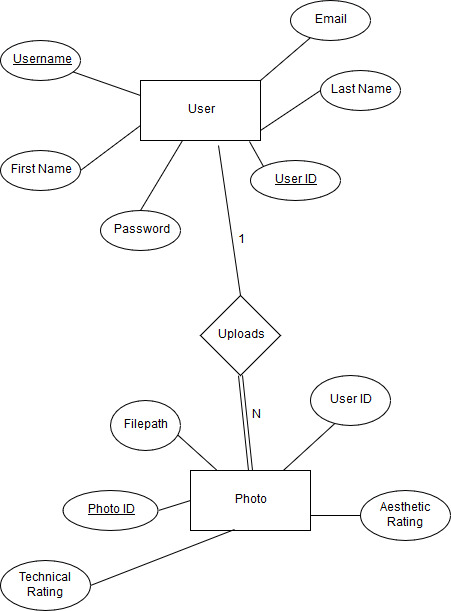 Email
Username
Last Name
User
First Name
User ID
Password
1
Uploads
User ID
N
Filepath
Photo
Photo ID
Aesthetic
Rating
Technical
Rating